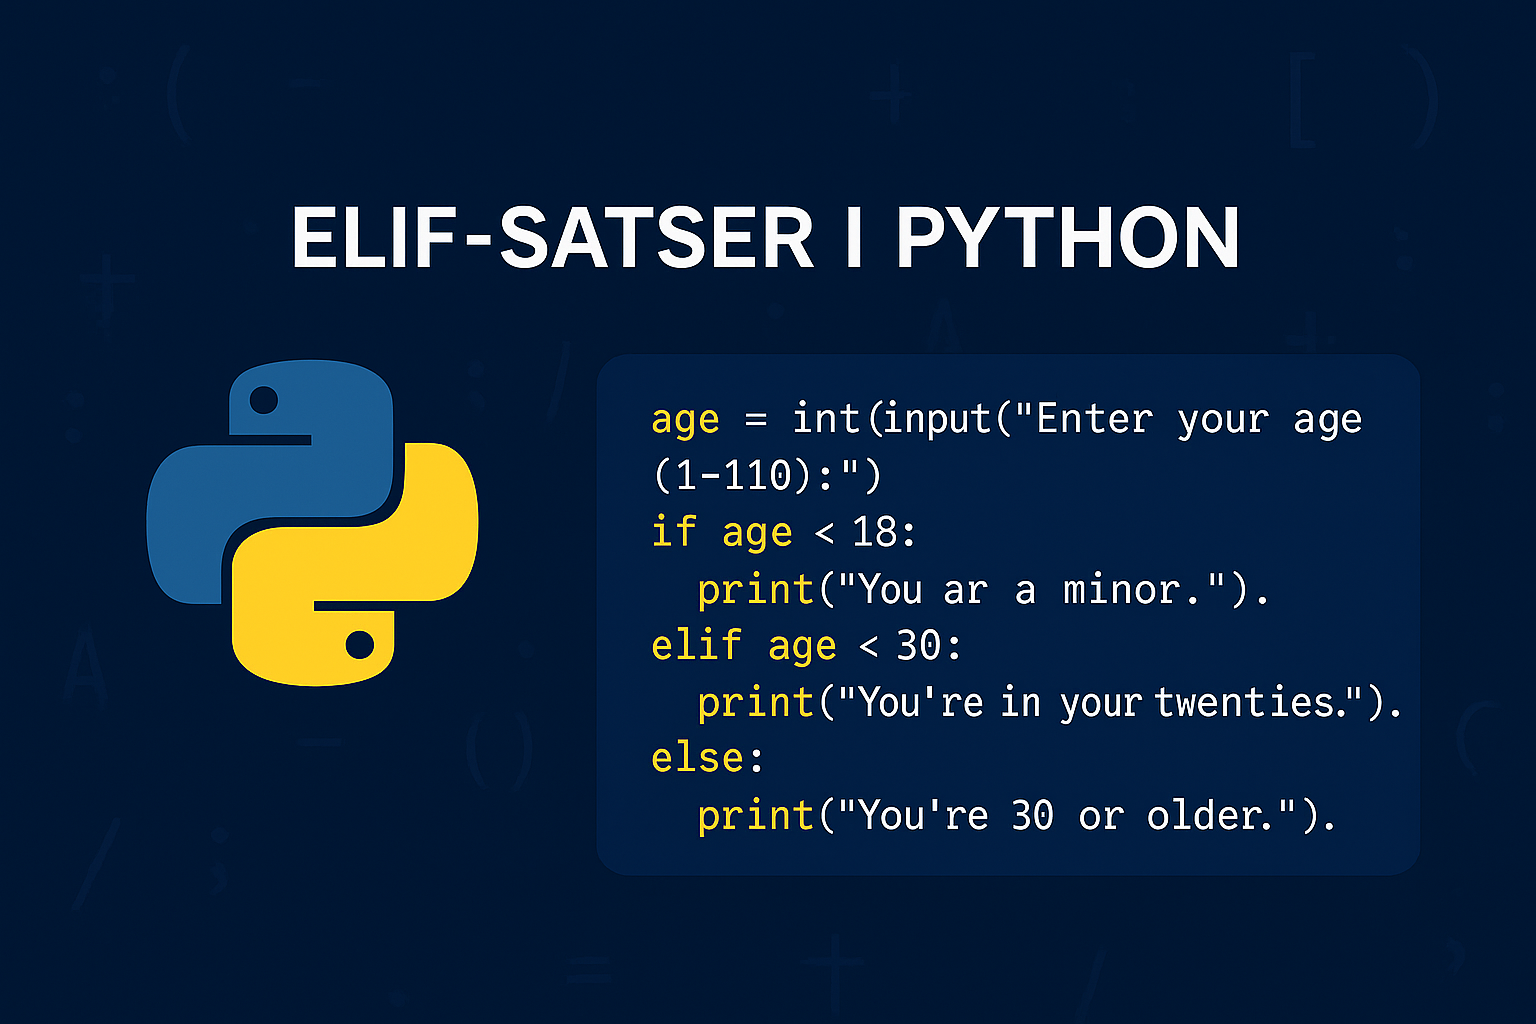 ELIF-SATSER I PYTHON
age = int(input("Enter your age
(1-110):")
if age < 18:
  print("You ar a minor.").
elif age < 30:
  print("You're in your twenties.").
else:
  print("You're 30 or older.").